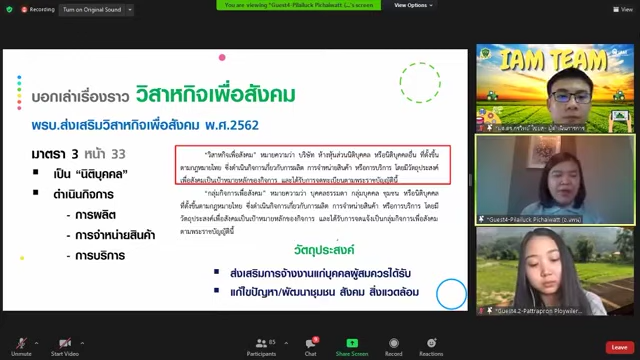 Recording
Turn on Original Sound
You are viewing "Guest4-Pilailuck Pichaiwatt (...'s screen
View Options
View
บอกเล่าเรื่องราว วิสาหกิจเพื่อสังคม
พรบ.ส่งเสริมวิสาหกิจเพื่อสังคม พ.ศ.2562
มาตรา 3 หน้า 33
เป็น “นิติบุคคล”
ดำเนินกิจการ
- การผลิต
- การจำหน่ายสินค้า
- การบริการ
“วิสาหกิจเพื่อสังคม” หมายความว่า บริษัท ห้างหุ้นส่วนนิติบุคคล หรือนิติบุคคลอื่น ที่ตั้งขึ้น
ตามกฎหมายไทย ซึ่งดำเนินกิจการเกี่ยวกับการผลิต การจำหน่ายสินค้า หรือการบริการ โดยมีวัตถุประสงค์
เพื่อสังคมเป็นเป้าหมายหลักของกิจการ และได้รับการจดทะเบียนตามพระราชบัญญัตินี้
“กลุ่มกิจการเพื่อสังคม” หมายความว่า บุคคลธรรมดา กลุ่มบุคคล ชุมชน หรือนิติบุคคล
ที่ตั้งขึ้นตามกฎหมายไทย ซึ่งดำเนินกิจการเกี่ยวกับการผลิต การจำหน่ายสินค้า หรือการบริการ โดยมี
วัตถุประสงค์เพื่อสังคมเป็นเป้าหมายหลักของกิจการ และได้รับการจดแจ้งเป็นกลุ่มกิจการเพื่อสังคม
ตามพระราชบัญญัตินี้
วัตถุประสงค์
ส่งเสริมการจ้างงานแก่บุคคลผู้สมควรได้รับ
แก้ไขปัญหา/พัฒนาชุมชน สังคม สิ่งแวดล้อม
IAM TEAM
*Guest4-Pilailuck Pichaiwatt
*Guest4.2-Pattrapron Ploywiler...
Unmute
Start Video
Participants
85
Chat
Share Screen
Record
Reactions
Leave